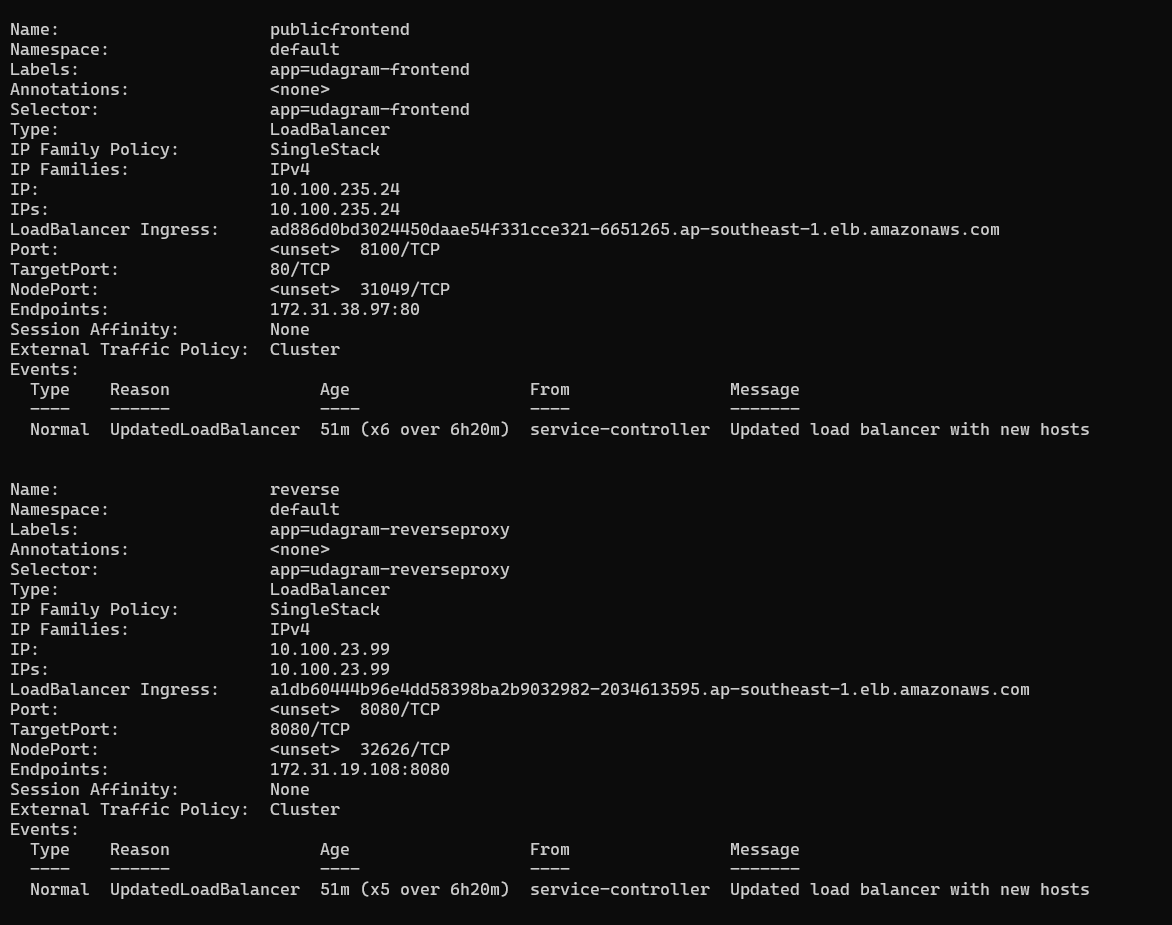 Name:                     publicfrontend
Namespace:                default
Labels:                   app=udagram-frontend
Annotations:              <none>
Selector:                 app=udagram-frontend
Type:                     LoadBalancer
IP Family Policy:         SingleStack
IP Families:              IPv4
IP:                       10.100.235.24
IPs:                      10.100.235.24
LoadBalancer Ingress:     ad886d0bd3024450daae54f331cce321-6651265.ap-southeast-1.elb.amazonaws.com
Port:                     <unset>  8100/TCP
TargetPort:               80/TCP
NodePort:                 <unset>  31049/TCP
Endpoints:                172.31.38.97:80
Session Affinity:         None
External Traffic Policy:  Cluster
Events:
  Type    Reason               Age                  From                Message
  ----    ------               ----                 ----                -------
  Normal  UpdatedLoadBalancer  51m (x6 over 6h20m)  service-controller  Updated load balancer with new hosts
Name:                     reverse
Namespace:                default
Labels:                   app=udagram-reverseproxy
Annotations:              <none>
Selector:                 app=udagram-reverseproxy
Type:                     LoadBalancer
IP Family Policy:         SingleStack
IP Families:              IPv4
IP:                       10.100.23.99
IPs:                      10.100.23.99
LoadBalancer Ingress:     a1db60444b96e4dd58398ba2b9032982-2034613595.ap-southeast-1.elb.amazonaws.com
Port:                     <unset>  8080/TCP
TargetPort:               8080/TCP
NodePort:                 <unset>  32626/TCP
Endpoints:                172.31.19.108:8080
Session Affinity:         None
External Traffic Policy:  Cluster
Events:
  Type    Reason               Age                  From                Message
  ----    ------               ----                 ----                -------
  Normal  UpdatedLoadBalancer  51m (x5 over 6h20m)  service-controller  Updated load balancer with new hosts